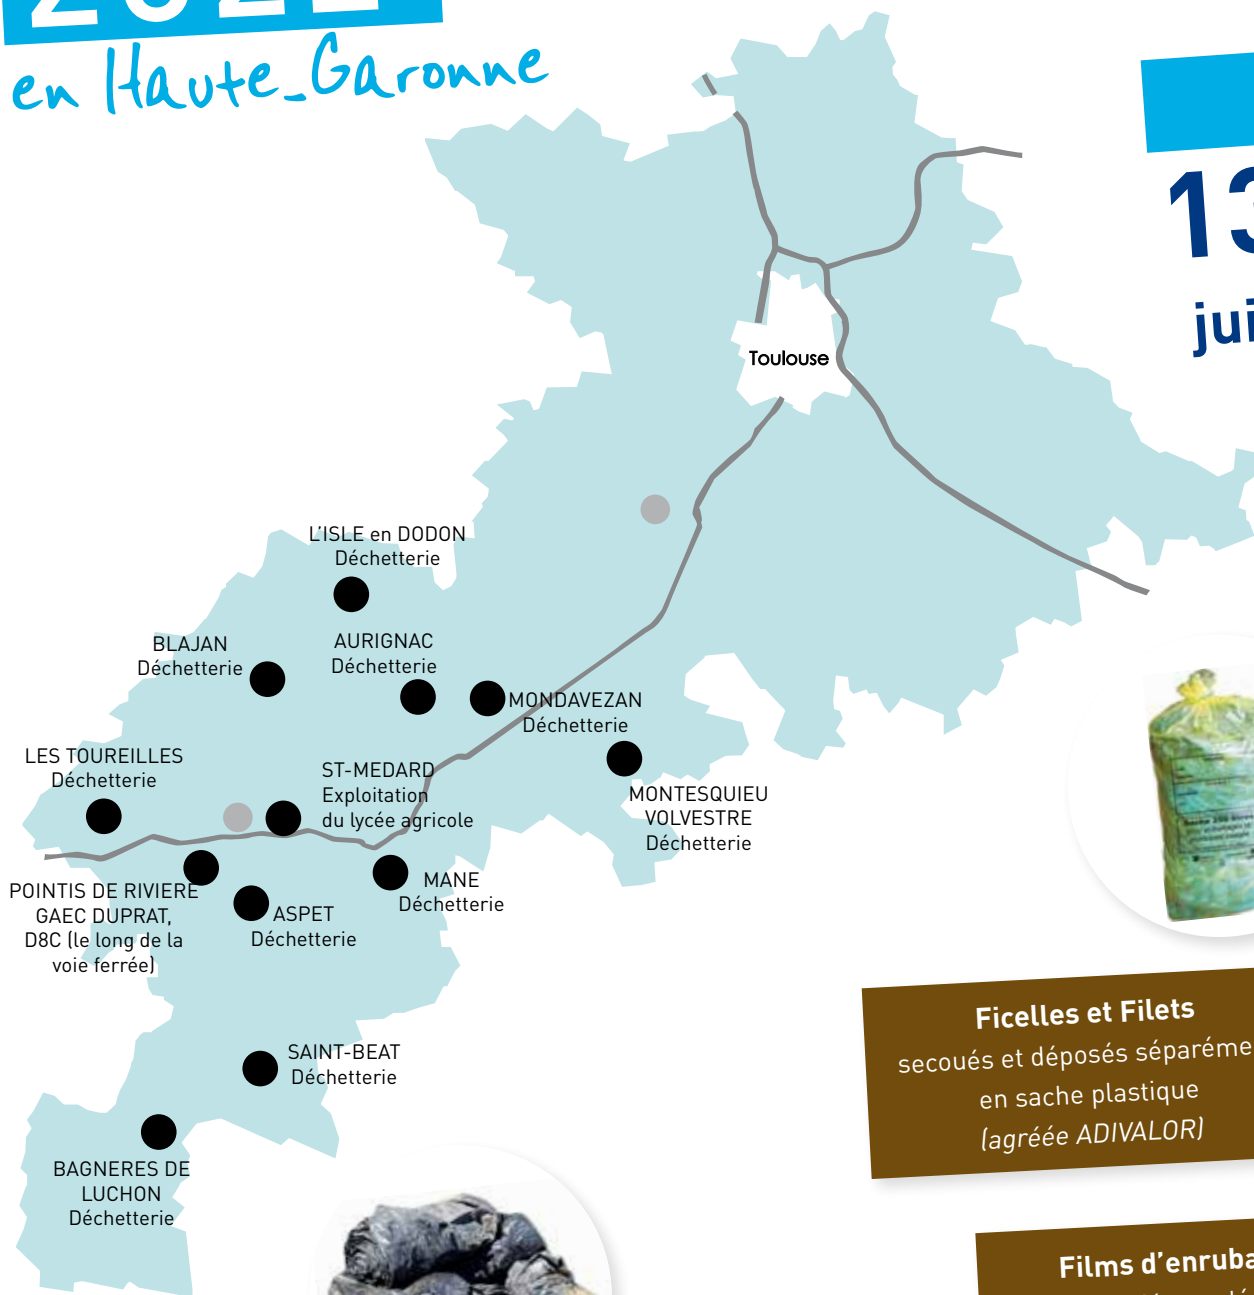 en Haute-Garonne
13
Toulouse
L'ISLE en DODON
Déchetterie
BLAJAN
Déchetterie
AURIGNAC
Déchetterie
MONDAVEZAN
Déchetterie
LES TOUREILLES
Déchetterie
ST-MEDARD
Exploitation
du lycée agricole
MONTESQUIEU
VOLVESTRE
Déchetterie
POINTIS DE RIVIERE
GAEC DUPRAT,
D8C (le long de la
voie ferrée)
ASPET
Déchetterie
MANE
Déchetterie
SAINT-BEAT
Déchetterie
BAGNERES DE
LUCHON
Déchetterie
Ficelles et Filets
secoués et déposés séparéme
en sache plastique
(agréée ADIVALOR)
Films d'enruba